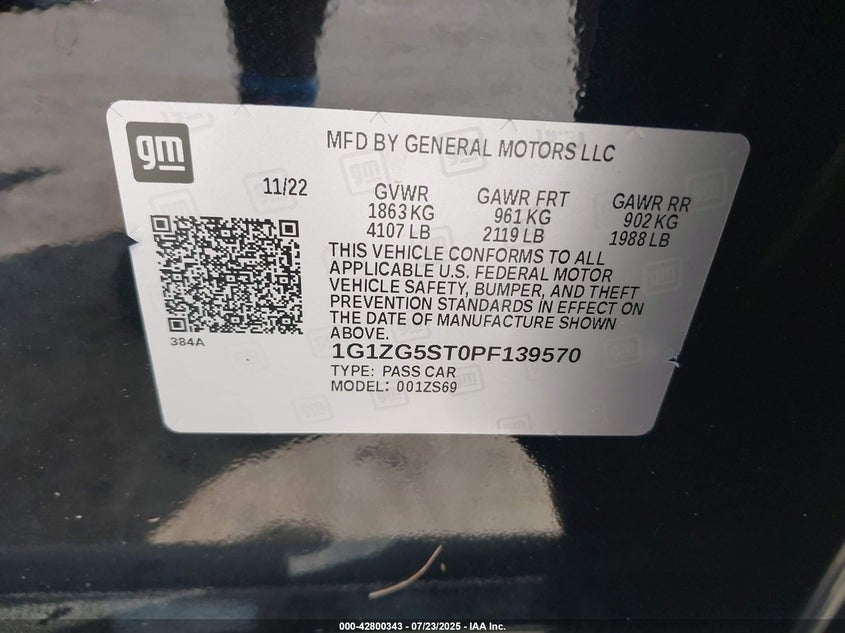 gm
MFD BY GENERAL MOTORS LLC
11/22
GVWR GAWR FRT GAWR RR
1863 KG 961 KG 902 KG
4107 LB 2119 LB 1988 LB
THIS VEHICLE CONFORMS TO ALL
APPLICABLE U.S. FEDERAL MOTOR
VEHICLE SAFETY, BUMPER, AND THEFT
PREVENTION STANDARDS IN EFFECT ON
THE DATE OF MANUFACTURE SHOWN
ABOVE.
384A
1G1ZG5ST0PF139570
TYPE: PASS CAR
MODEL: 001ZS69
000-42800343 - 07/23/2025 - IAA Inc.